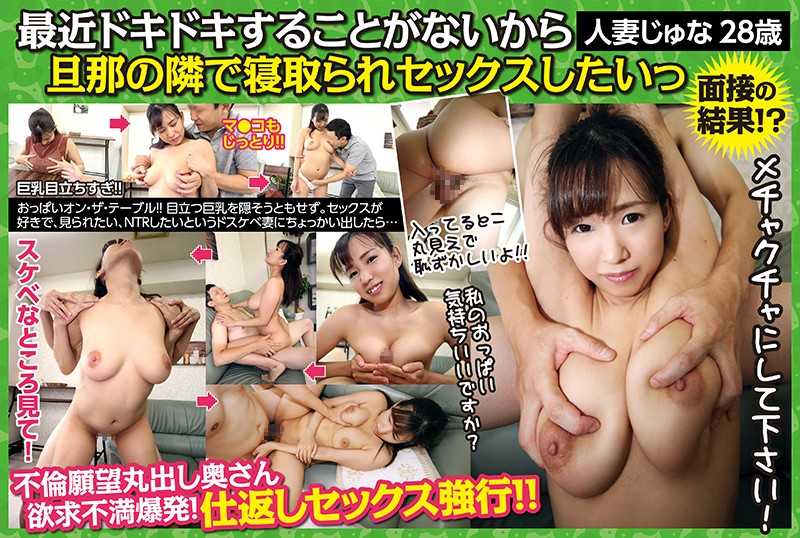 最近ドキドキすることがないから
人妻じゅな 28歳
旦那の隣で寝取られセックスしたいっ
面接の
結果!?
マ●コも
じっとり!!
巨乳目立ちすぎ!!
おっぱいオン・ザ・テーブル!! 目立つ巨乳を隠そうともせず。セックスが
好きで、見られたい、NTRしたいというドスケベ妻にちょっかい出したら…
入ってるとこ
丸見えで
恥ずかしいよ!!
メチャクチャにして下さい!
スケベなところ見て!
私のおっぱい
気持ちいいですか?
不倫願望丸出し奥さん
欲求不満爆発!
仕返しセックス強行!!